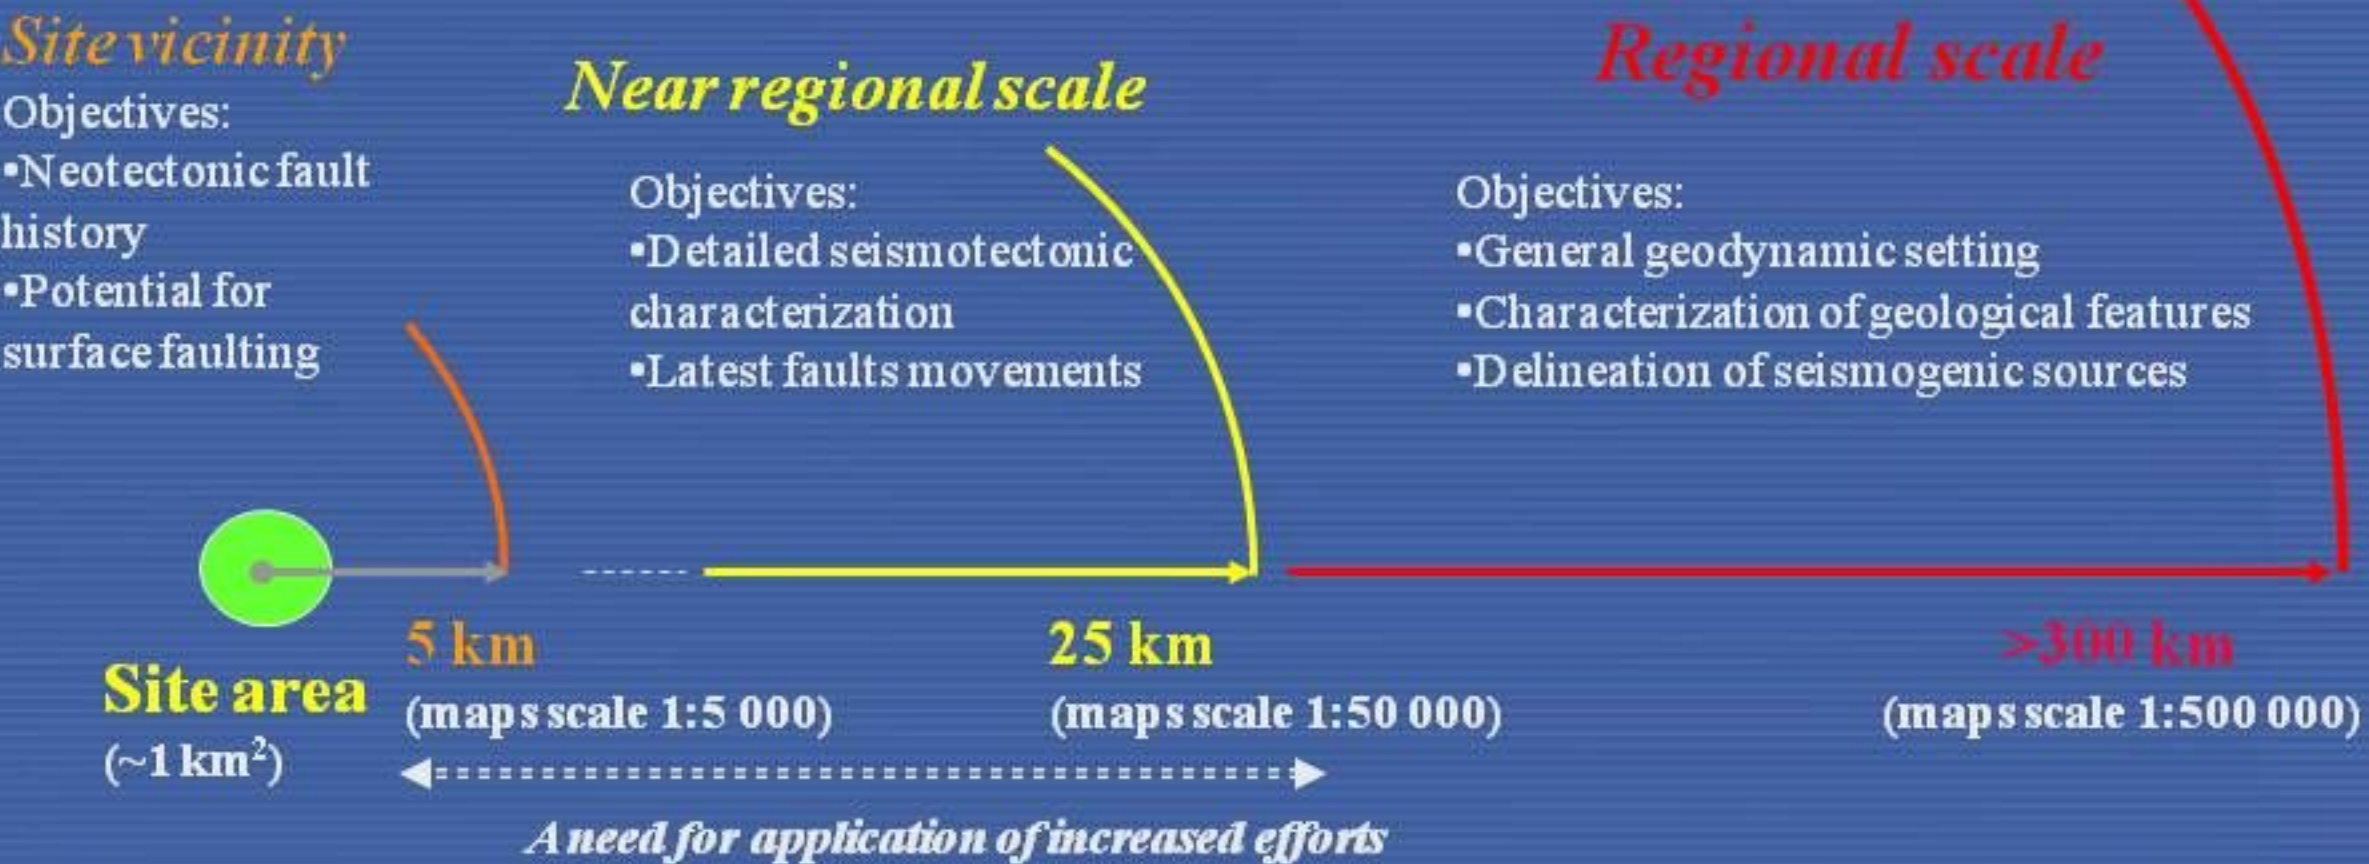 Site vicinity
Objectives:
▪Neotectonic fault
history
▪Potential for
surface faulting
Near regional scale
Objectives:
▪Detailed seismotectonic
characterization
▪Latest faults movements
Regional scale
Objectives:
▪General geodynamic setting
▪Characterization of geological features
▪Delineation of seismogenic sources
Site area
(~1 km²)
5 km
(maps scale 1:5 000)
25 km
(maps scale 1:50 000)
>300 km
(maps scale 1:500 000)
A need for application of increased efforts